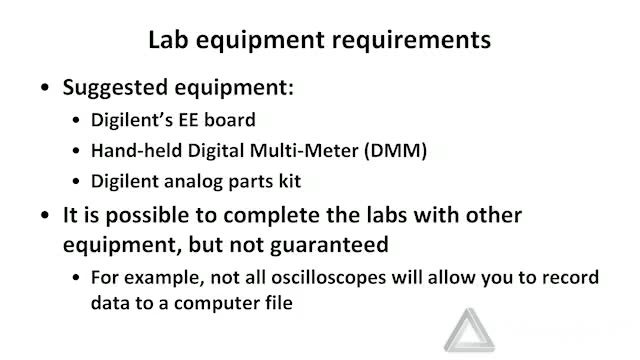 Lab equipment requirements
• Suggested equipment:
• Digilent's EE board
• Hand-held Digital Multi-Meter (DMM)
• Digilent analog parts kit
• It is possible to complete the labs with other
equipment, but not guaranteed
• For example, not all oscilloscopes will allow you to record
data to a computer file